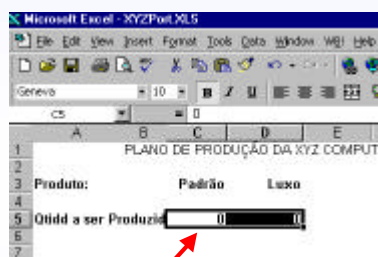 Microsoft Excel - XYZPort.XLS
File Edit View Insert Format Tools Data Window WB! Help
Geneva 10 B I U
C5 = 0
A B C D E
1 PLANO DE PRODUÇÃO DA XYZ COMPUT
2
3 Produto: Padrão Luxo
4
5 Qtidd a ser Produzid 0 0
6
7